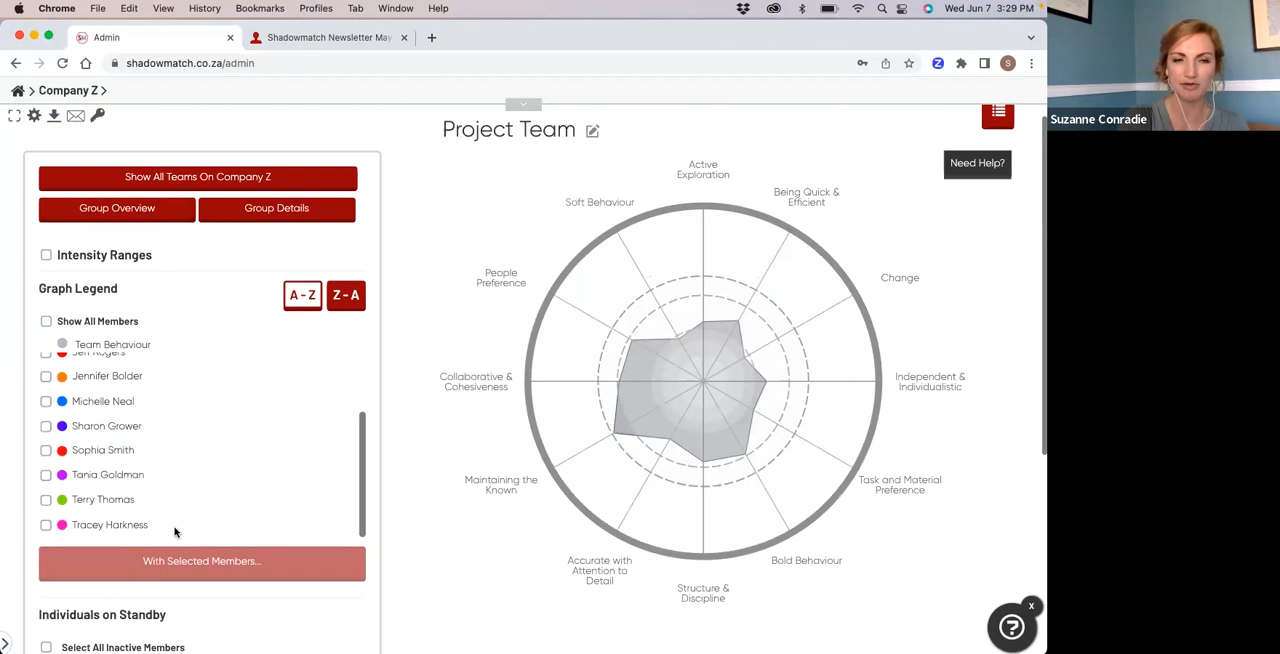 Chrome File Edit View History Bookmarks Profiles Tab Window Help Wed Jun 7 3:29 PM
Admin
Shadowmatch Newsletter May
shadowmatch.co.za/admin
S
Company Z
Project Team
Need Help?
Show All Teams On Company Z
Group Overview
Group Details
Intensity Ranges
Graph Legend
A - Z
Z - A
Show All Members
Team Behaviour
Jen Rogers
Jennifer Bolder
Michelle Neal
Sharon Grower
Sophia Smith
Tania Goldman
Terry Thomas
Tracey Harkness
With Selected Members...
Individuals on Standby
Select All Inactive Members
Active
Exploration
Being Quick &
Efficient
Change
Independent &
Individualistic
Task and Material
Preference
Bold Behaviour
Structure &
Discipline
Accurate with
Attention to
Detail
Maintaining the
Known
Collaborative &
Cohesiveness
People
Preference
Soft Behaviour
x
?
Suzanne Conradie